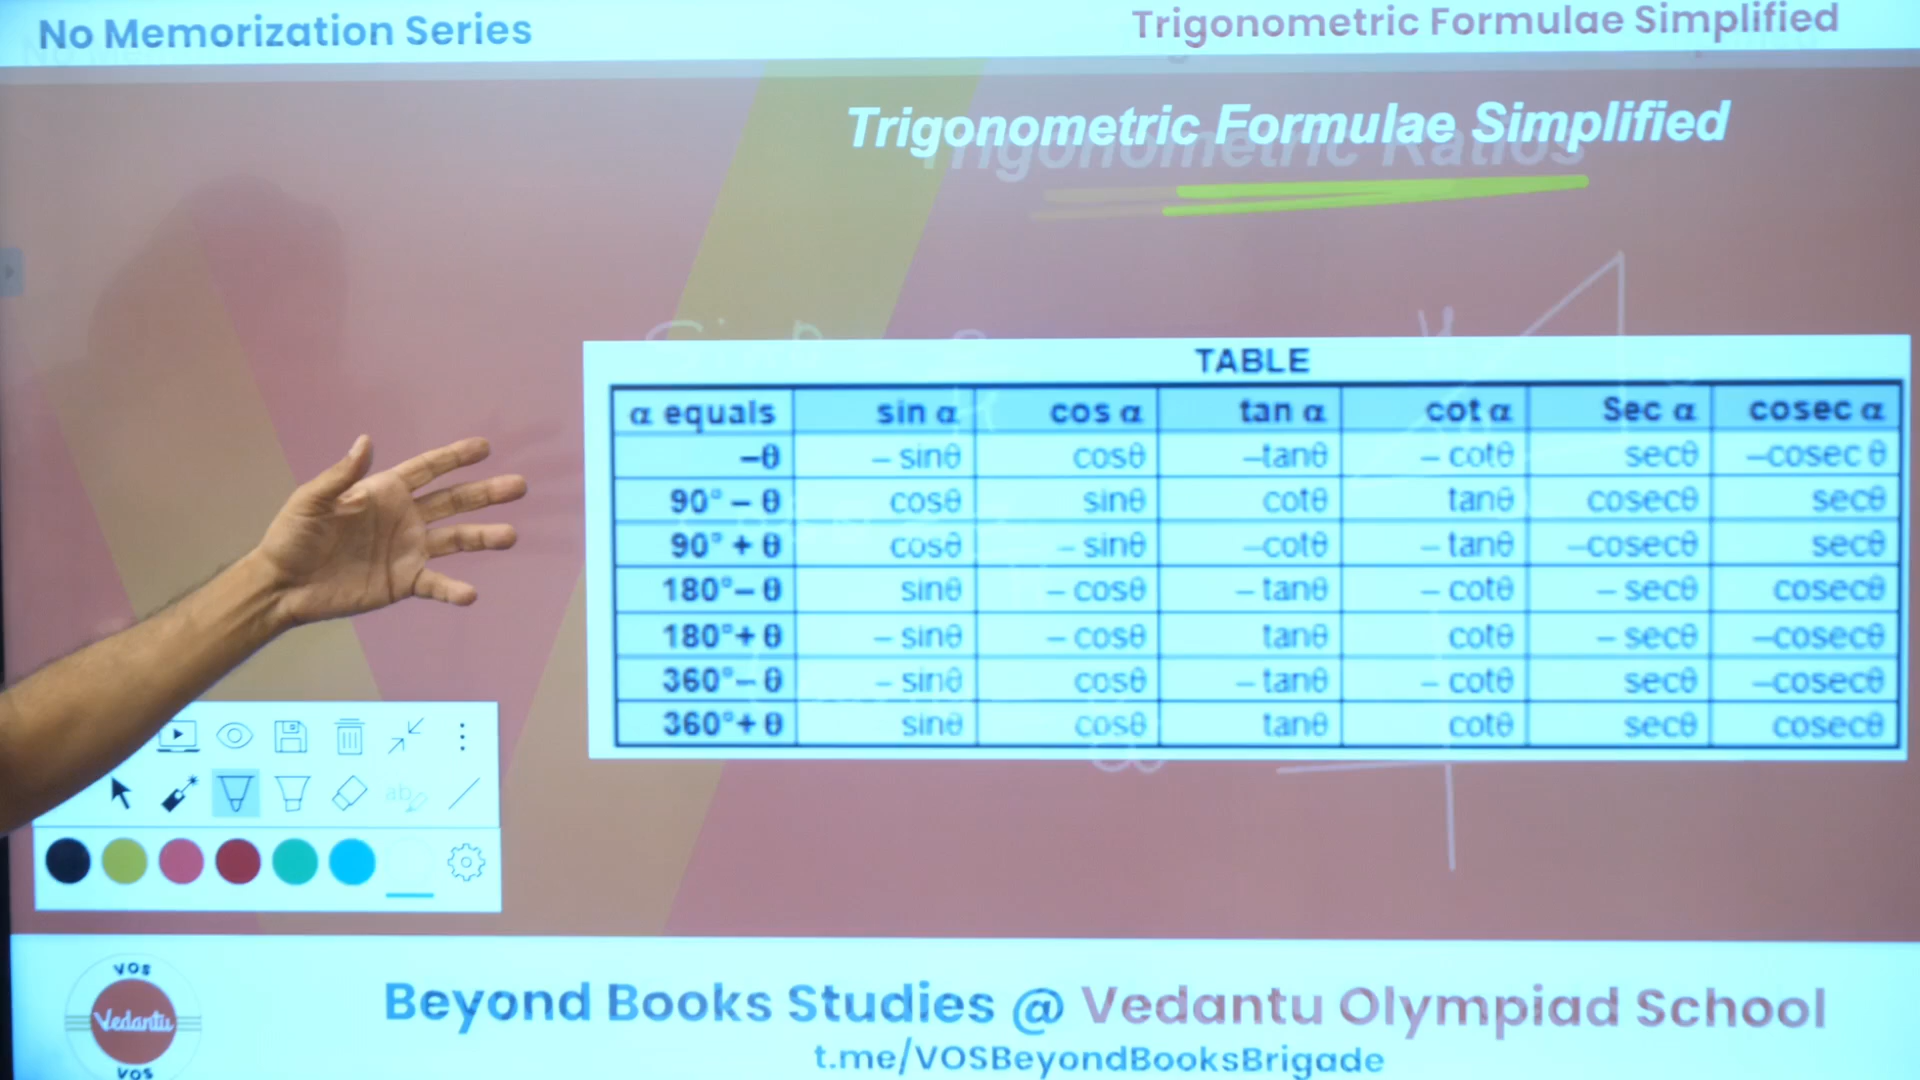 No Memorization Series
Trigonometric Formulae Simplified
Trigonometric Formulae Simplified
Trigonometric Ratios
TABLE
α equals sin α cos α tan α cot α Sec α cosec α
–θ – sinθ cosθ –tanθ – cotθ secθ –cosec θ
90° – θ cosθ sinθ cotθ tanθ cosecθ secθ
90° + θ cosθ – sinθ –cotθ – tanθ –cosecθ secθ
180°– θ sinθ – cosθ – tanθ – cotθ – secθ cosecθ
180°+ θ – sinθ – cosθ tanθ cotθ – secθ –cosecθ
360°– θ – sinθ cosθ – tanθ – cotθ secθ –cosecθ
360°+ θ sinθ cosθ tanθ cotθ secθ cosecθ
ab
VOS
Vedantu
VOS
Beyond Books Studies @ Vedantu Olympiad School
t.me/VOSBeyondBooksBrigade